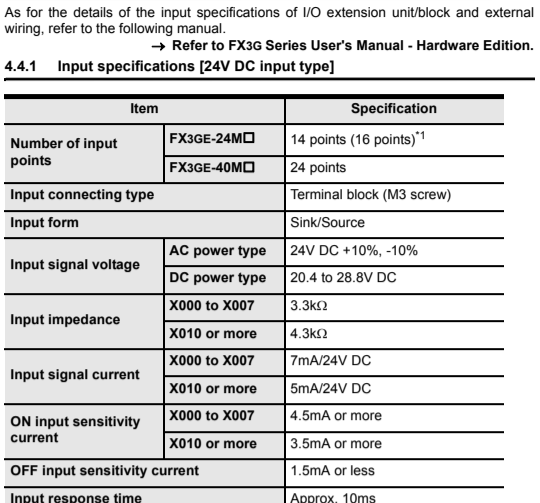 As for the details of the input specifications of I/O extension unit/block and external
wiring, refer to the following manual.
→ Refer to FX3G Series User's Manual - Hardware Edition.
4.4.1 Input specifications [24V DC input type]
Item Specification
Number of input points FX3GE-24M□ 14 points (16 points)*1
FX3GE-40M□ 24 points
Input connecting type Terminal block (M3 screw)
Input form Sink/Source
Input signal voltage AC power type 24V DC +10%, -10%
DC power type 20.4 to 28.8V DC
Input impedance X000 to X007 3.3kΩ
X010 or more 4.3kΩ
Input signal current X000 to X007 7mA/24V DC
X010 or more 5mA/24V DC
ON input sensitivity current X000 to X007 4.5mA or more
X010 or more 3.5mA or more
OFF input sensitivity current 1.5mA or less
Input response time Approx. 10ms